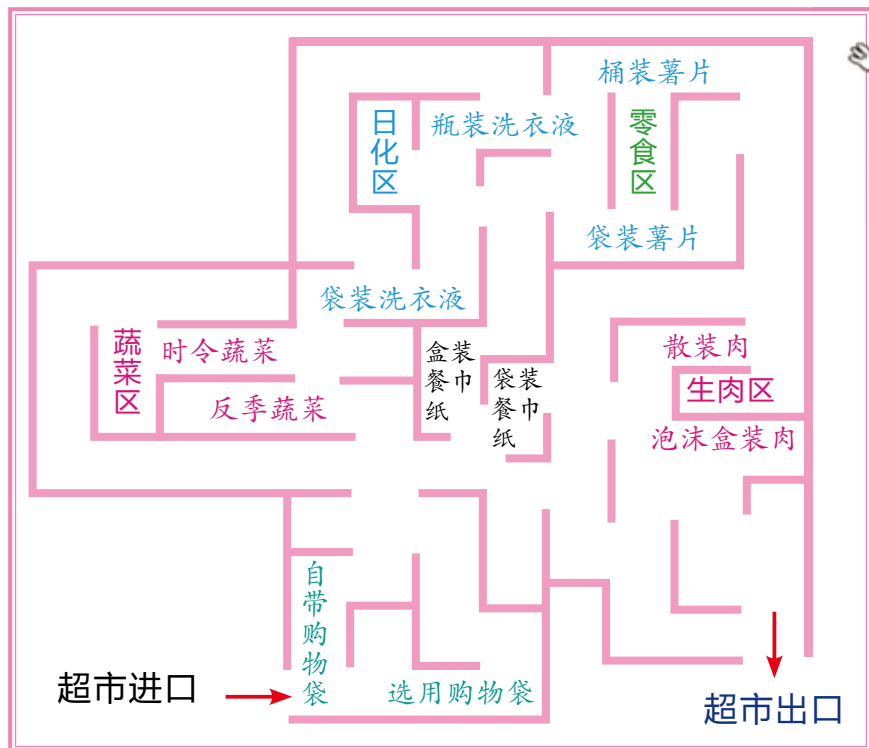 桶装薯片
日化区
瓶装洗衣液
零食区
袋装薯片
袋装洗衣液
蔬菜区
时令蔬菜
反季蔬菜
盒装
餐巾
纸
袋装
餐巾
纸
散装肉
生肉区
泡沫盒装肉
自带购物袋
选用购物袋
超市进口
超市出口